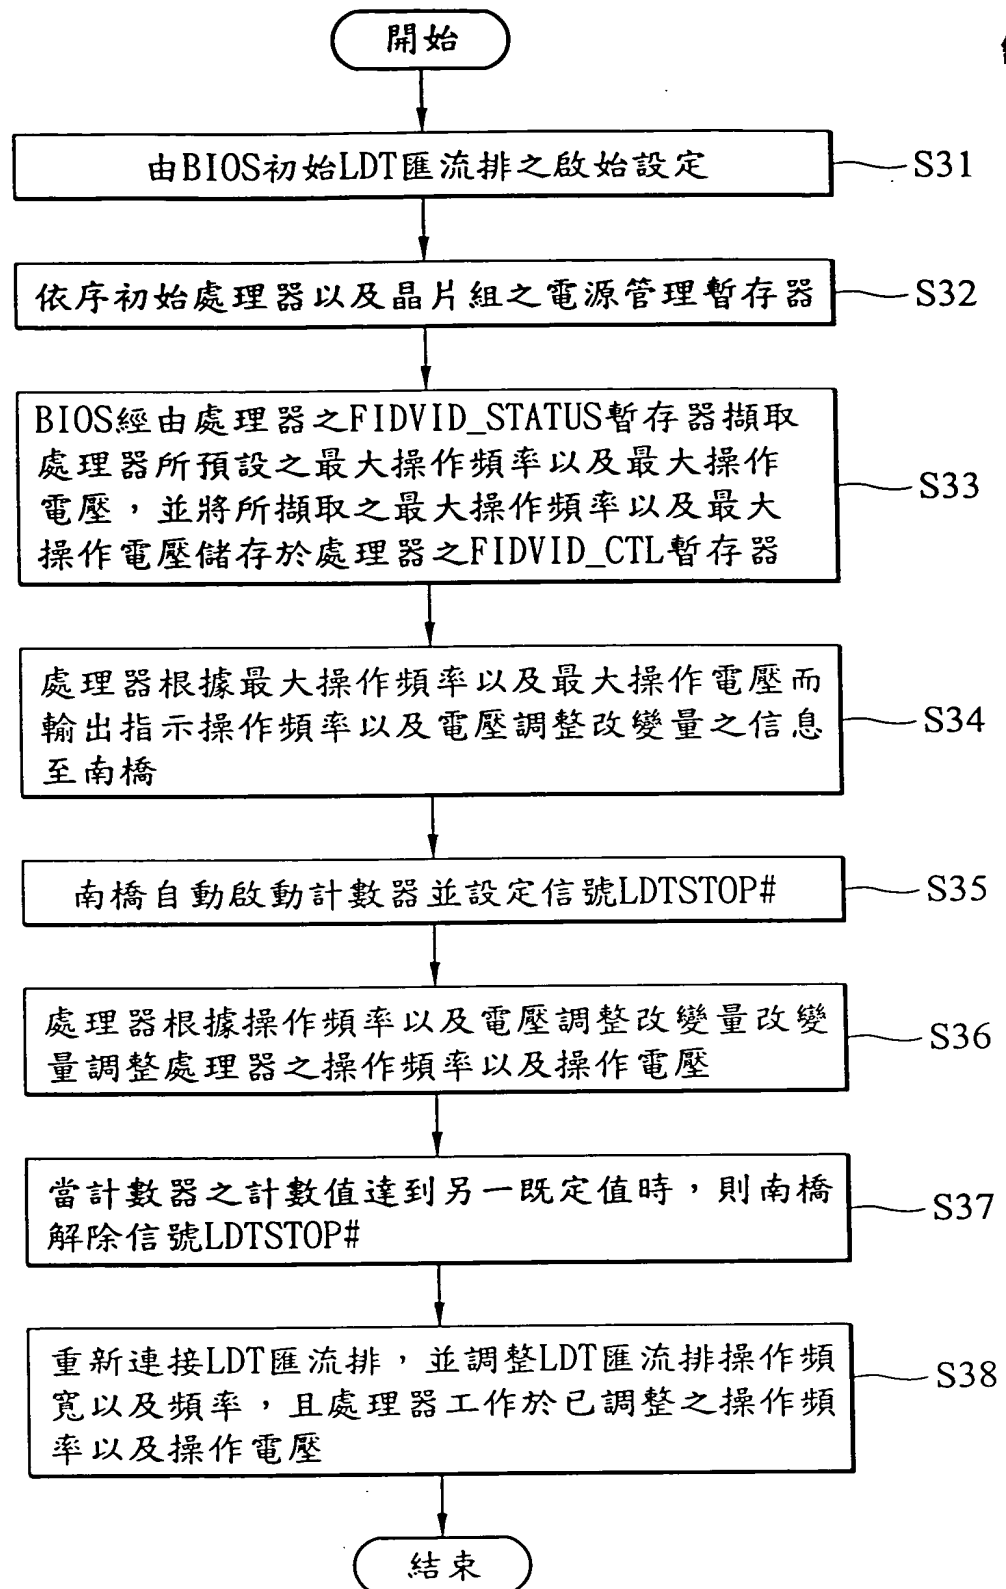 開始
由BIOS初始LDT匯流排之啟始設定
S31
依序初始處理器以及晶片組之電源管理暫存器
S32
BIOS經由處理器之FIDVID_STATUS暫存器擷取
處理器所預設之最大操作頻率以及最大操作
電壓，並將所擷取之最大操作頻率以及最大
操作電壓儲存於處理器之FIDVID_CTL暫存器
S33
處理器根據最大操作頻率以及最大操作電壓而
輸出指示操作頻率以及電壓調整改變量之信息
至南橋
S34
南橋自動啟動計數器並設定信號LDTSTOP#
S35
處理器根據操作頻率以及電壓調整改變量改變
量調整處理器之操作頻率以及操作電壓
S36
當計數器之計數值達到另一既定值時，則南橋
解除信號LDTSTOP#
S37
重新連接LDT匯流排，並調整LDT匯流排操作頻
寬以及頻率，且處理器工作於已調整之操作頻
率以及操作電壓
S38
結束